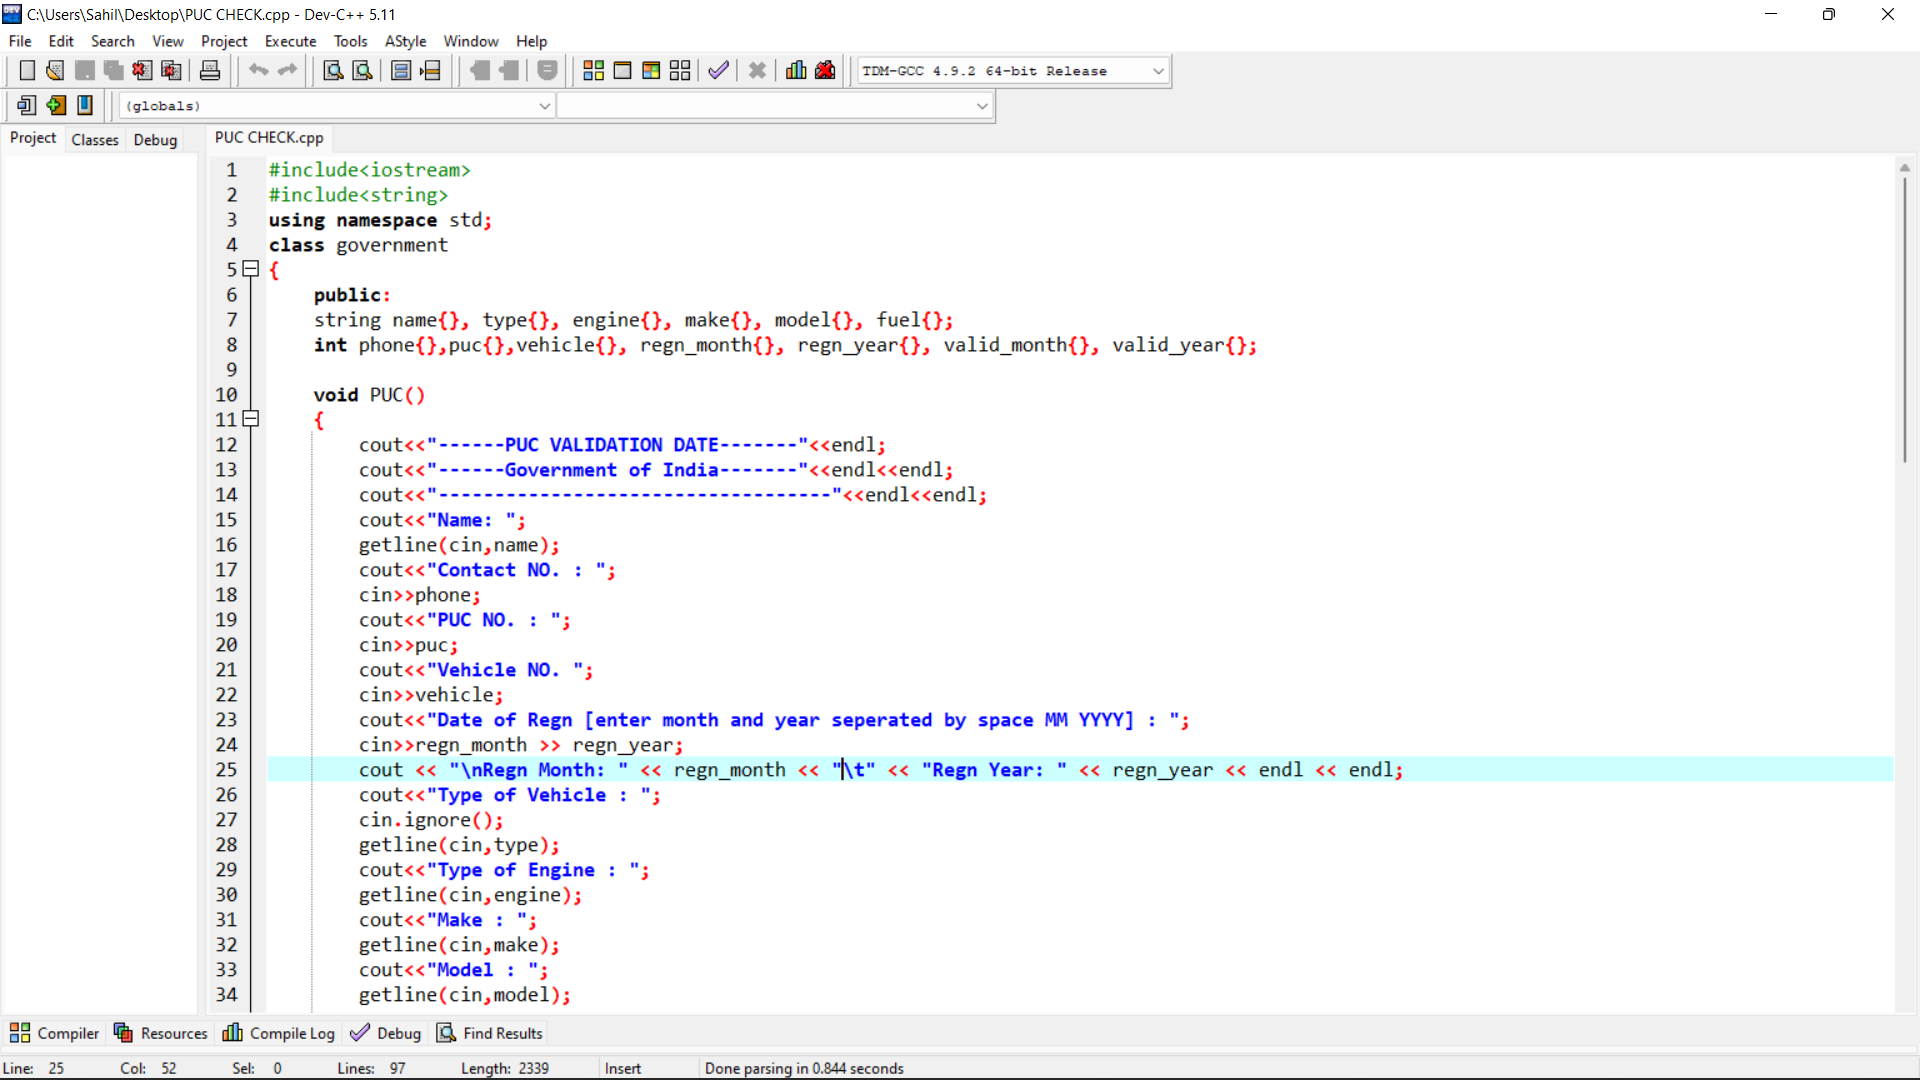 C:\Users\Sahil\Desktop\PUC CHECK.cpp - Dev-C++ 5.11
File Edit Search View Project Execute Tools AStyle Window Help
TDM-GCC 4.9.2 64-bit Release
(globals)
Project Classes Debug PUC CHECK.cpp
1 #include<iostream>
2 #include<string>
3 using namespace std;
4 class government
5 {
6     public:
7     string name{}, type{}, engine{}, make{}, model{}, fuel{};
8     int phone{},puc{},vehicle{}, regn_month{}, regn_year{}, valid_month{}, valid_year{};
9
10     void PUC()
11     {
12         cout<<"------PUC VALIDATION DATE-------"<<endl;
13         cout<<"------Government of India-------"<<endl<<endl;
14         cout<<"-----------------------------------"<<endl<<endl;
15         cout<<"Name: ";
16         getline(cin,name);
17         cout<<"Contact NO. : ";
18         cin>>phone;
19         cout<<"PUC NO. : ";
20         cin>>puc;
21         cout<<"Vehicle NO. ";
22         cin>>vehicle;
23         cout<<"Date of Regn [enter month and year seperated by space MM YYYY] : ";
24         cin>>regn_month >> regn_year;
25         cout << "\nRegn Month: " << regn_month << "\t" << "Regn Year: " << regn_year << endl << endl;
26         cout<<"Type of Vehicle : ";
27         cin.ignore();
28         getline(cin,type);
29         cout<<"Type of Engine : ";
30         getline(cin,engine);
31         cout<<"Make : ";
32         getline(cin,make);
33         cout<<"Model : ";
34         getline(cin,model);
Compiler Resources Compile Log Debug Find Results
Line: 25 Col: 52 Sel: 0 Lines: 97 Length: 2339 Insert Done parsing in 0.844 seconds